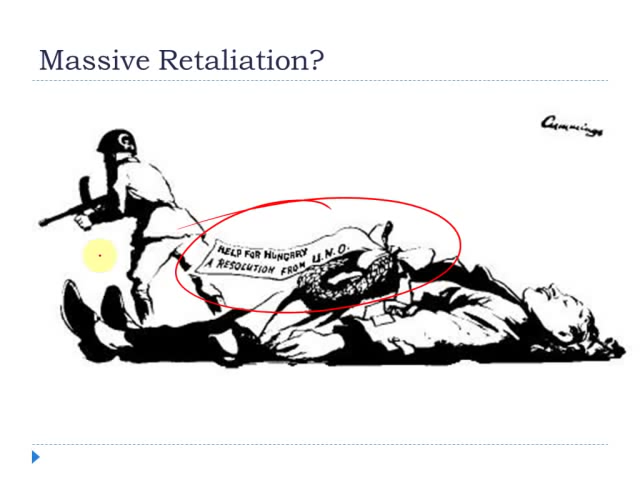 Massive Retaliation?
Cummings
HELP FOR HUNGARY
A RESOLUTION FROM U.N.O.